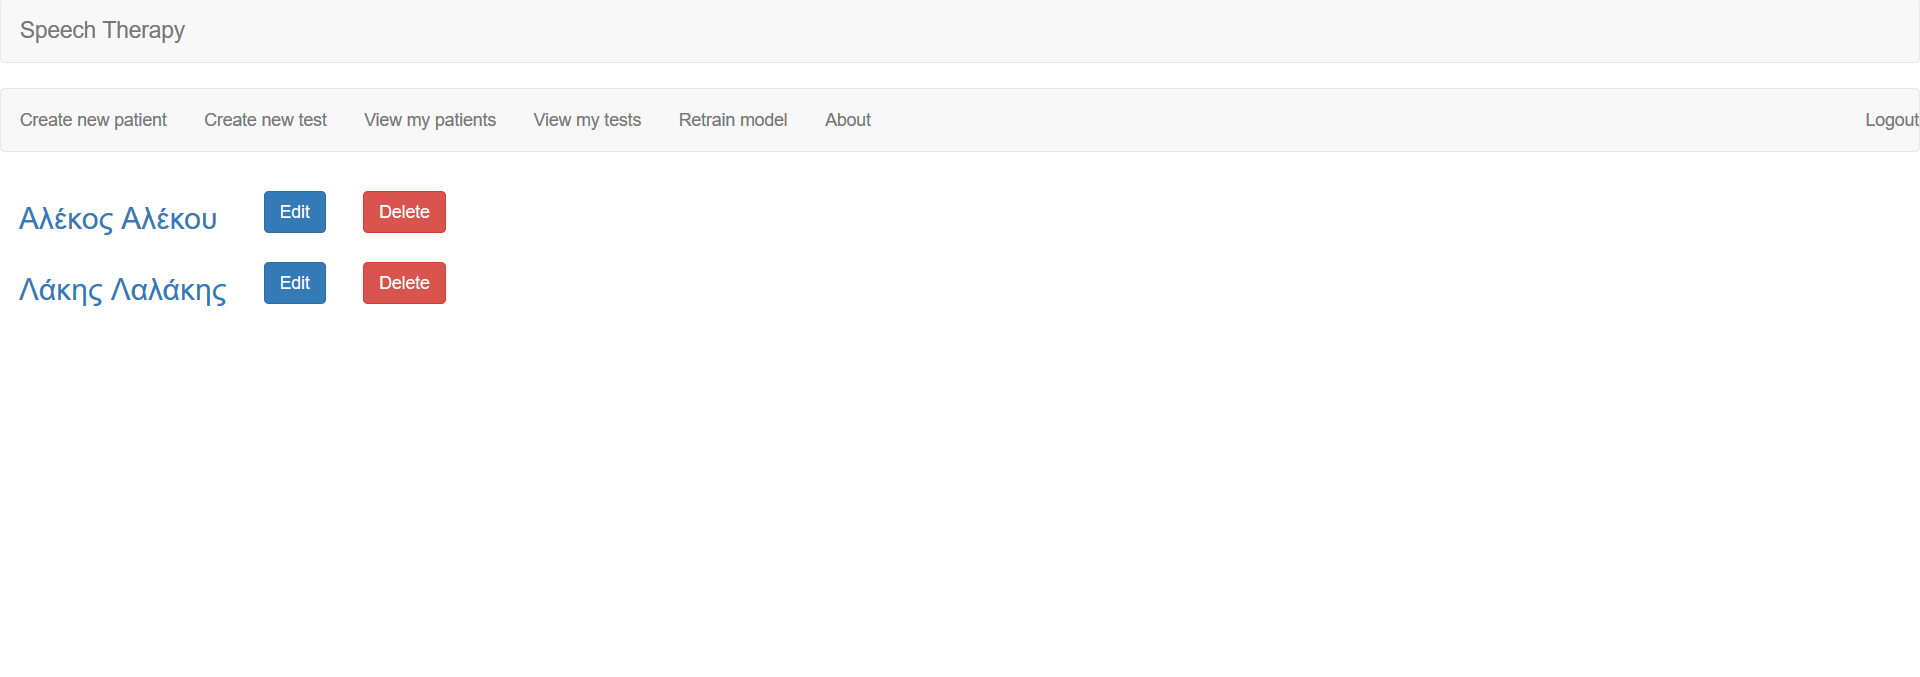 Speech Therapy
Create new patient Create new test View my patients View my tests Retrain model About Logout
Αλέκος Αλέκου Edit Delete
Λάκης Λαλάκης Edit Delete